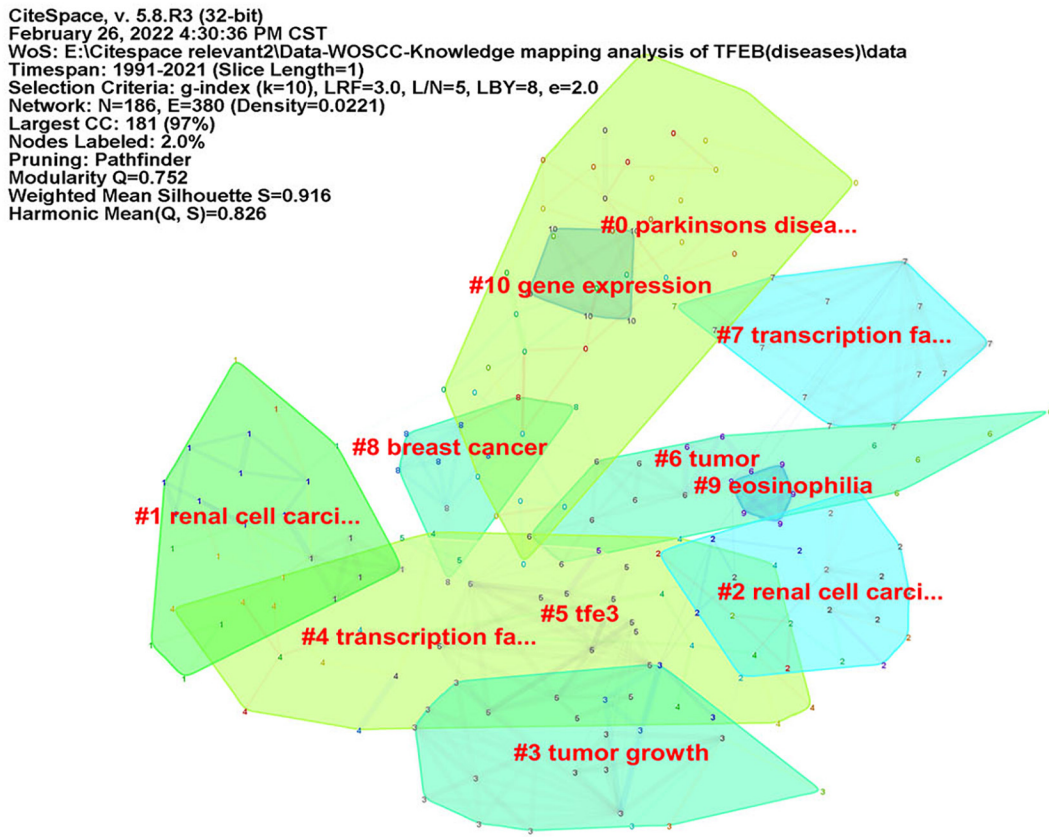 CiteSpace, v. 5.8.R3 (32-bit)
February 26, 2022 4:30:36 PM CST
WoS: E:\Citespace relevant2\Data-WOSCC-Knowledge mapping analysis of TFEB(diseases)\data
Timespan: 1991-2021 (Slice Length=1)
Selection Criteria: g-index (k=10), LRF=3.0, L/N=5, LBY=8, e=2.0
Network: N=186, E=380 (Density=0.0221)
Largest CC: 181 (97%)
Nodes Labeled: 2.0%
Pruning: Pathfinder
Modularity Q=0.752
Weighted Mean Silhouette S=0.916
Harmonic Mean(Q, S)=0.826
#0 parkinsons disea...
#10 gene expression
#7 transcription fa...
#8 breast cancer
#6 tumor
#9 eosinophilia
#1 renal cell carci...
#2 renal cell carci...
#5 tfe3
#4 transcription fa...
#3 tumor growth